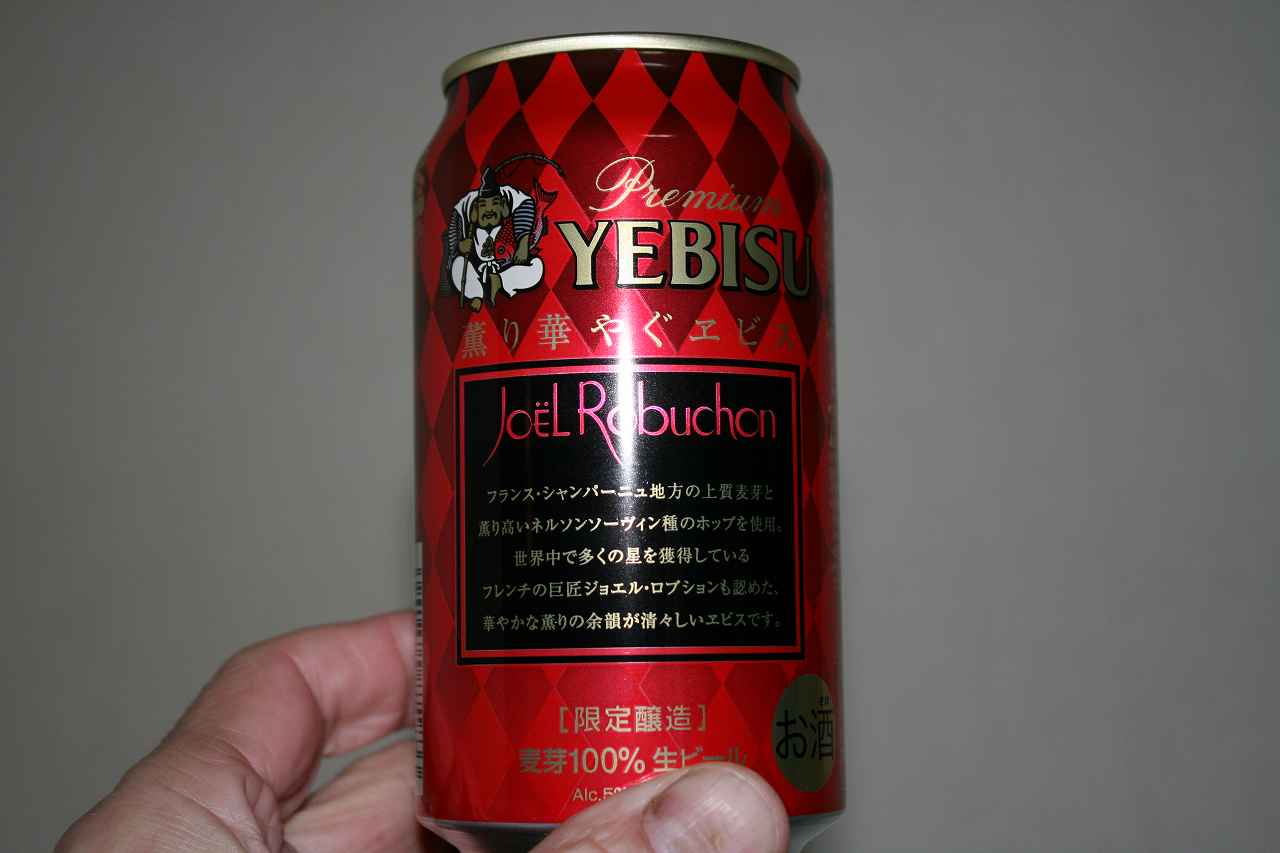 Premium
YEBISU
薫り華やぐヱビス
JoëL Robuchon
フランス・シャンパーニュ地方の上質麦芽と
薫り高いネルソンソーヴィン種のホップを使用。
世界中で多くの星を獲得している
フレンチの巨匠ジョエル・ロブションも認めた、
華やかな薫りの余韻が清々しいヱビスです。
[限定醸造]
お酒
麦芽100% 生ビール
Alc.5%